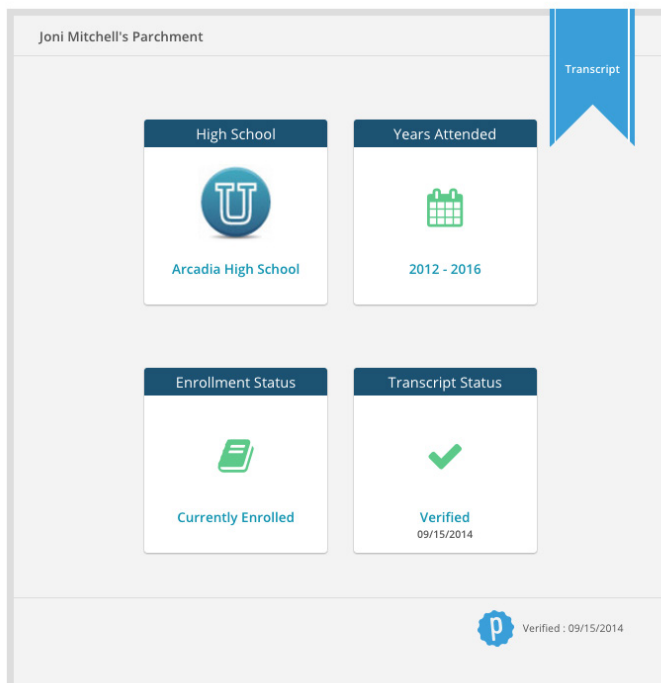 Joni Mitchell's Parchment
Transcript
High School
Years Attended
U
Arcadia High School
2012 - 2016
Enrollment Status
Transcript Status
Currently Enrolled
Verified
09/15/2014
p
Verified : 09/15/2014